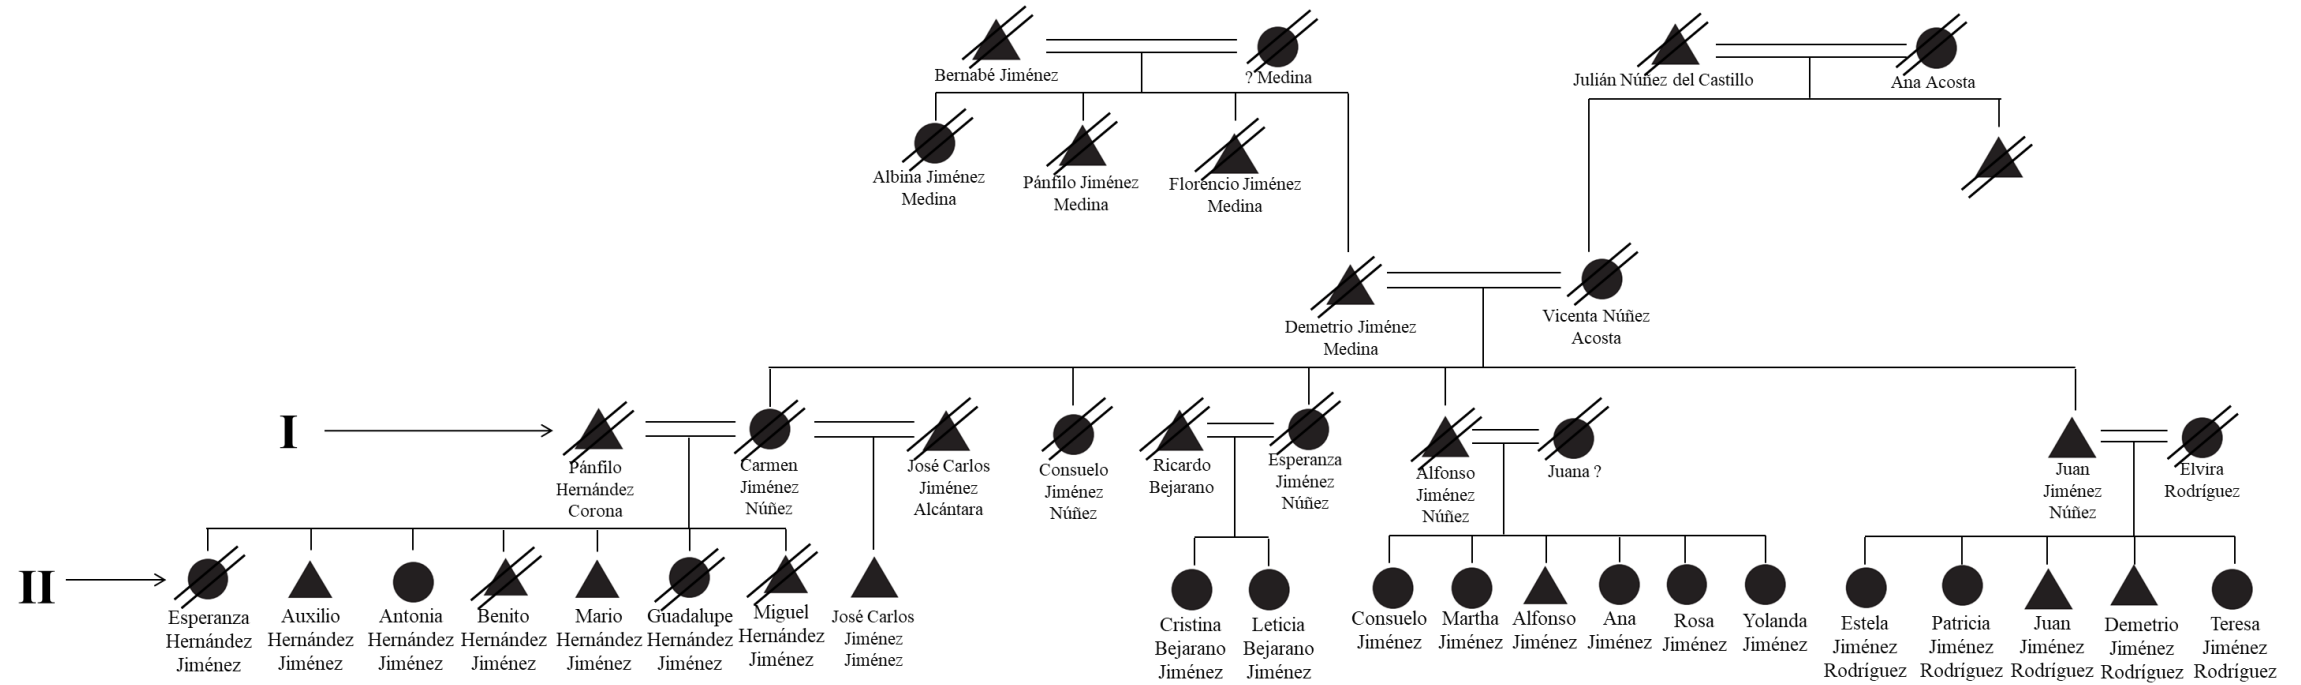 Bernabé Jiménez
? Medina
Julián Núñez del Castillo
Ana Acosta
Albina Jiménez
Medina
Pánfilo Jiménez
Medina
Florencio Jiménez
Medina
Demetrio Jiménez
Medina
Vicenta Núñez
Acosta
I
Pánfilo
Hernández
Corona
Carmen
Jiménez
Núñez
José Carlos
Jiménez
Alcántara
Consuelo
Jiménez
Núñez
Ricardo
Bejarano
Esperanza
Jiménez
Núñez
Alfonso
Jiménez
Núñez
Juana ?
Juan
Jiménez
Núñez
Elvira
Rodríguez
II
Esperanza
Hernández
Jiménez
Auxilio
Hernández
Jiménez
Antonia
Hernández
Jiménez
Benito
Hernández
Jiménez
Mario
Hernández
Jiménez
Guadalupe
Hernández
Jiménez
Miguel
Hernández
Jiménez
José Carlos
Jiménez
Jiménez
Cristina
Bejarano
Jiménez
Leticia
Bejarano
Jiménez
Consuelo
Jiménez
Martha
Jiménez
Alfonso
Jiménez
Ana
Jiménez
Rosa
Jiménez
Yolanda
Jiménez
Estela
Jiménez
Rodríguez
Patricia
Jiménez
Rodríguez
Juan
Jiménez
Rodríguez
Demetrio
Jiménez
Rodríguez
Teresa
Jiménez
Rodríguez